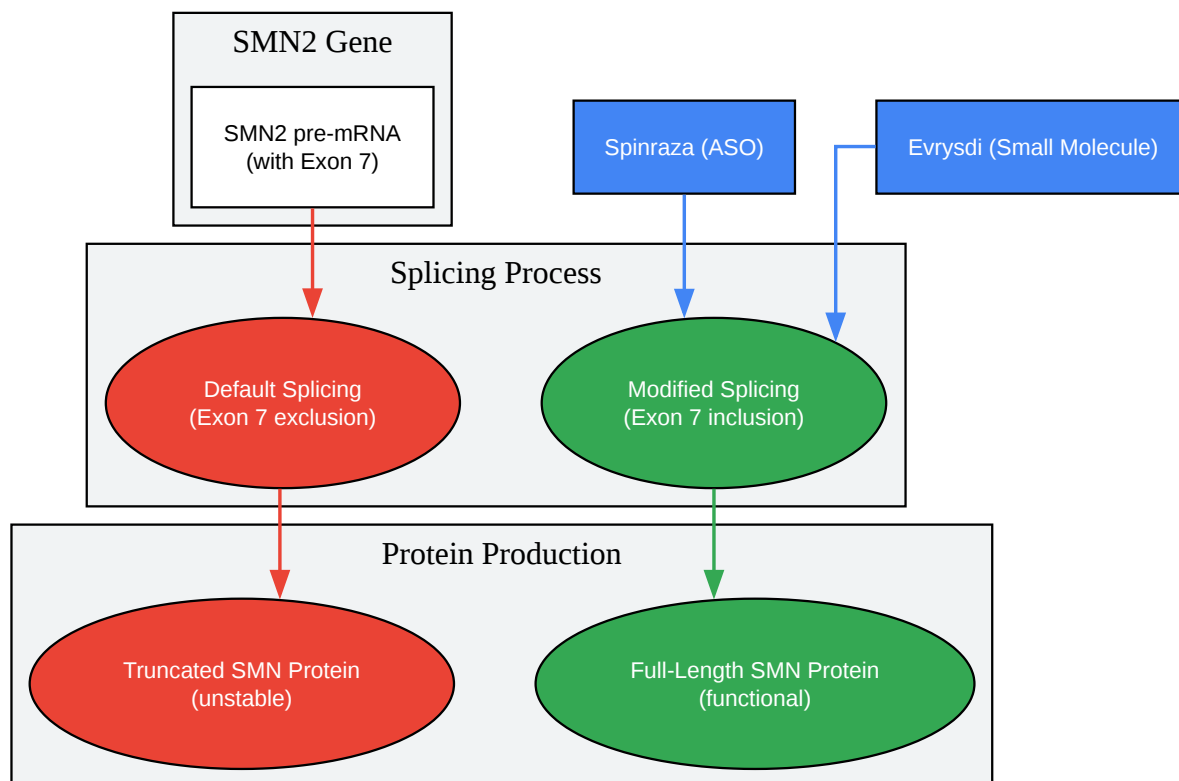 SMN2 Gene
SMN2 pre-mRNA
(with Exon 7)
Spinraza (ASO)
Evrysdi (Small Molecule)
Splicing Process
Default Splicing
(Exon 7 exclusion)
Modified Splicing
(Exon 7 inclusion)
Protein Production
Truncated SMN Protein
(unstable)
Full-Length SMN Protein
(functional)